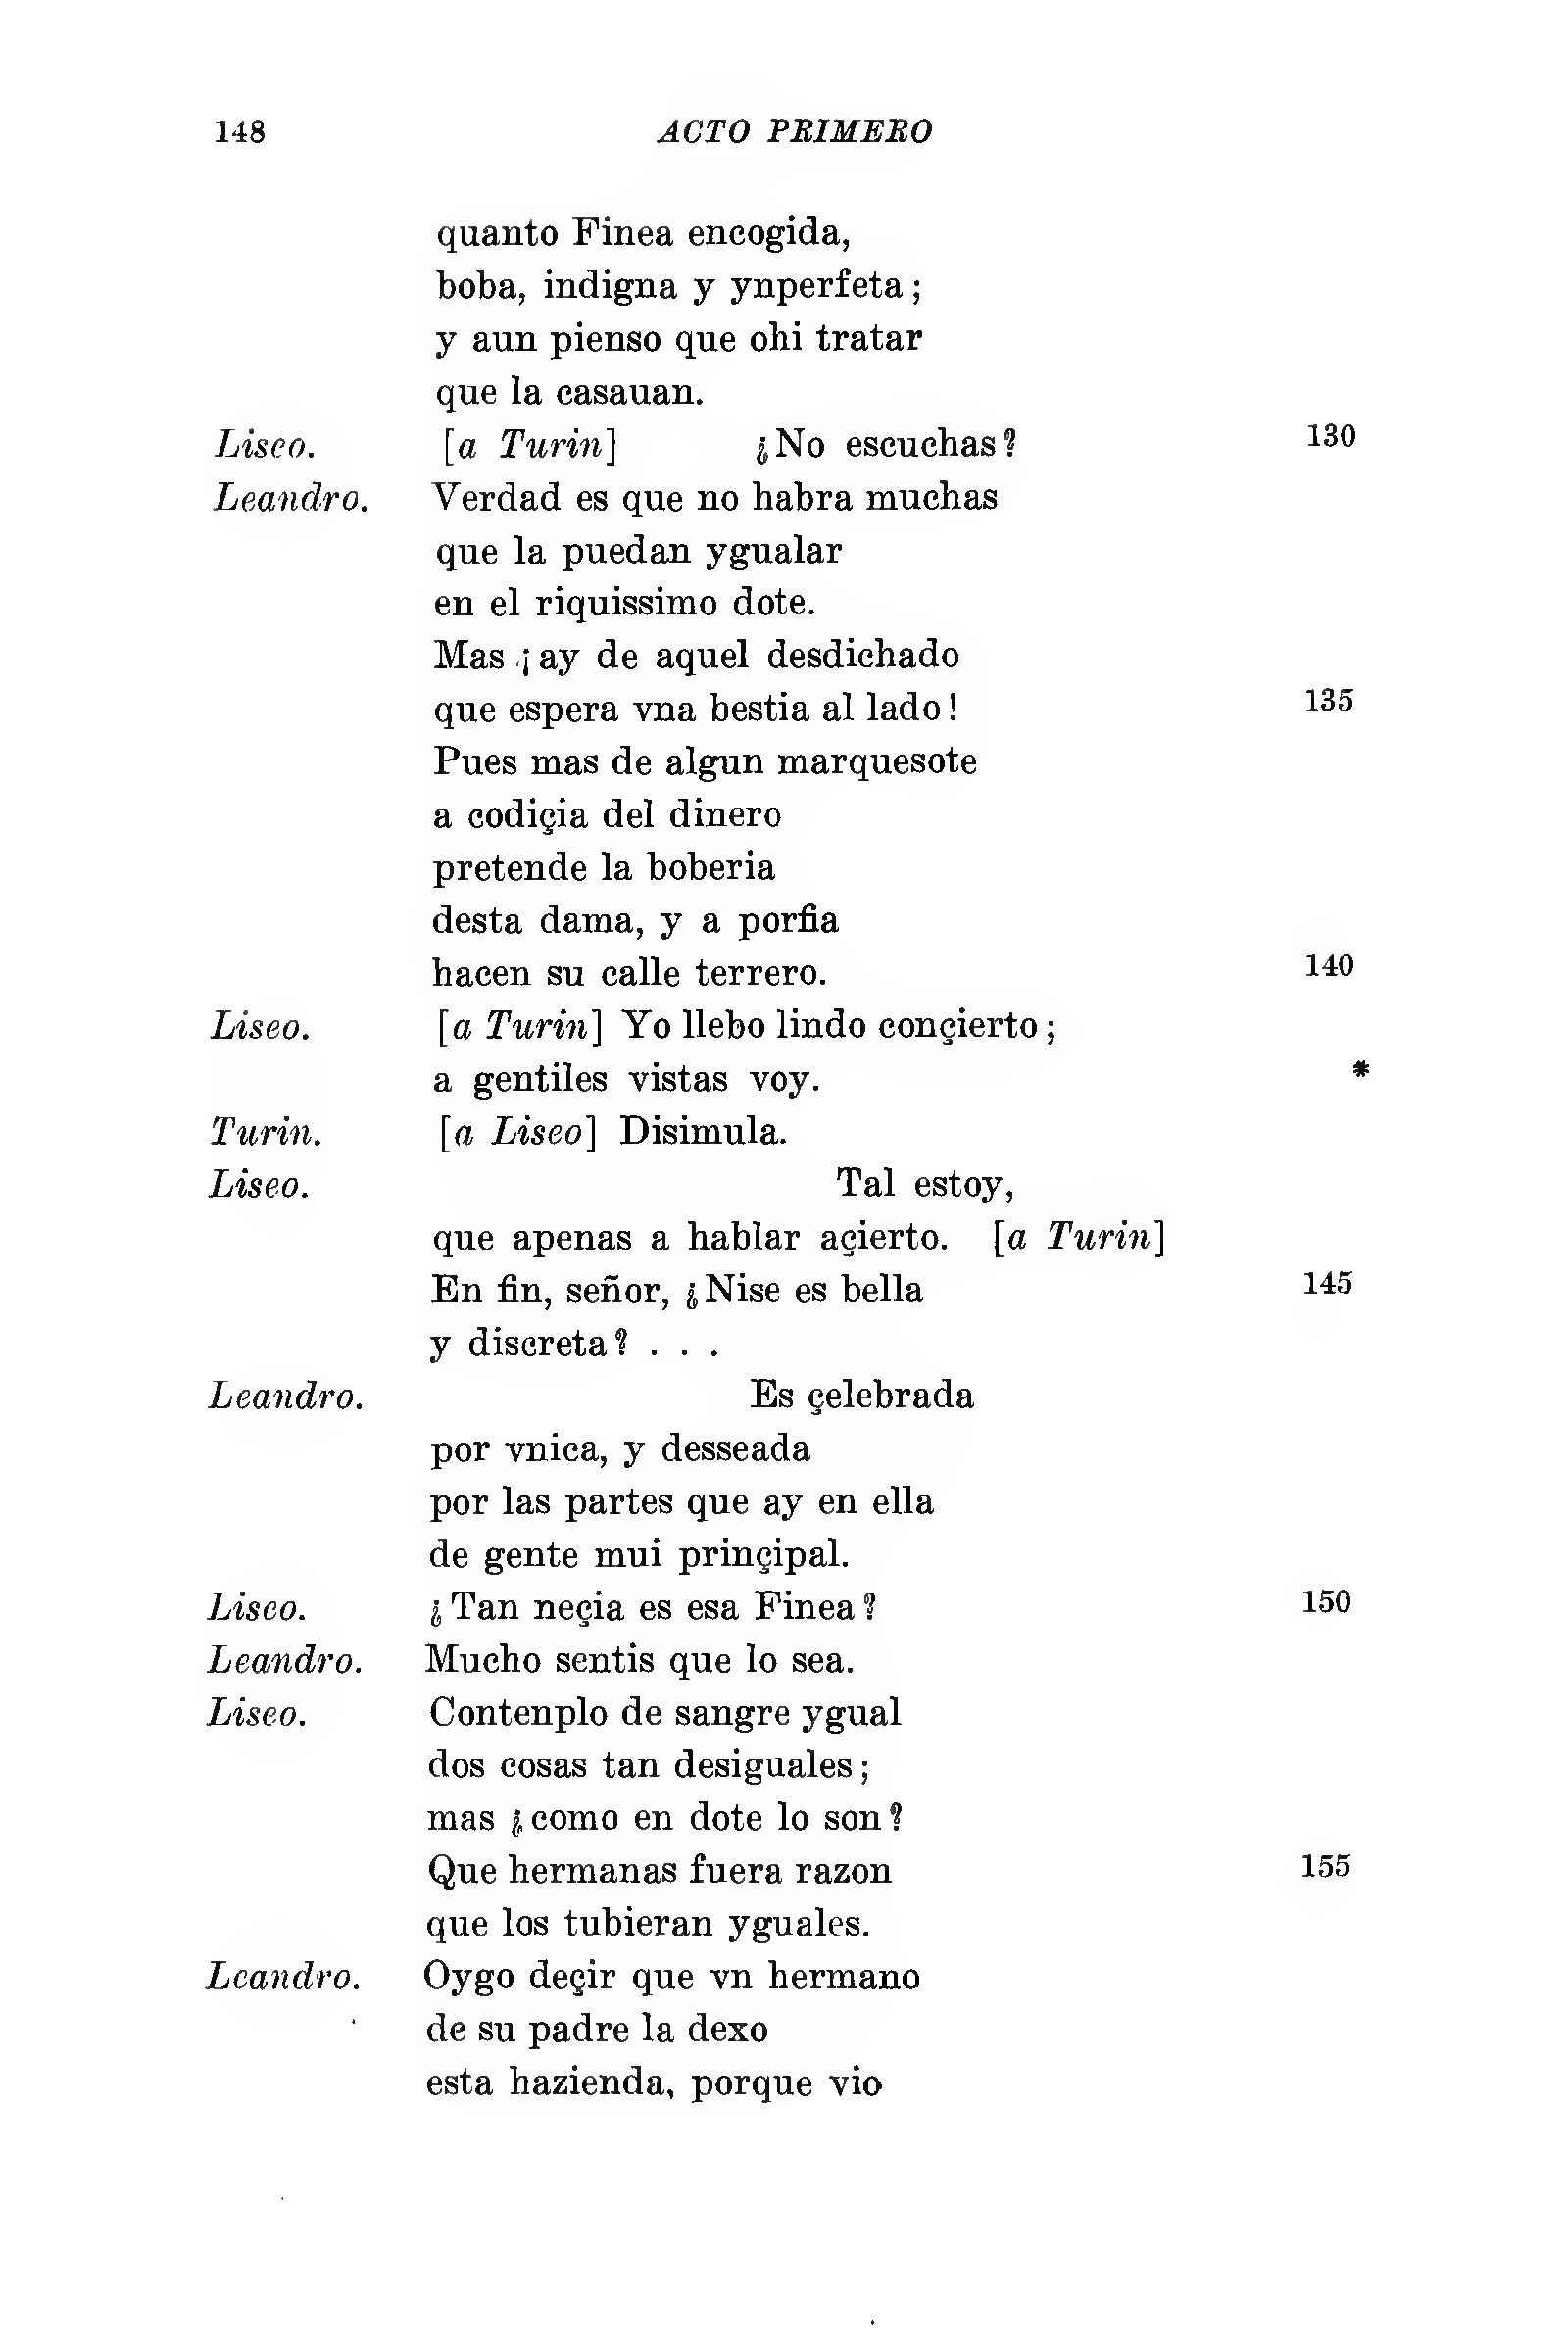 148 ACTO PRIMERO
quanto Finea encogida,
boba, indigna y ynperfeta;
y aun pienso que ohi tratar
que la casauan.
Liseo. [a Turin] ¿No escuchas? 130
Leandro. Verdad es que no habra muchas
que la puedan ygualar
en el riquissimo dote.
Mas ¡ay de aquel desdichado
que espera vna bestia al lado! 135
Pues mas de algun marquesote
a codiçia del dinero
pretende la boberia
desta dama, y a porfia
hacen su calle terrero. 140
Liseo. [a Turin] Yo llebo lindo conçierto;
a gentiles vistas voy. *
Turin. [a Liseo] Disimula.
Liseo. Tal estoy,
que apenas a hablar açierto. [a Turin]
En fin, señor, ¿Nise es bella 145
y discreta? . . .
Leandro. Es çelebrada
por vnica, y desseada
por las partes que ay en ella
de gente mui prinçipal.
Liseo. ¿Tan neçia es esa Finea? 150
Leandro. Mucho sentis que lo sea.
Liseo. Contenplo de sangre ygual
dos cosas tan desiguales;
mas ¿como en dote lo son?
Que hermanas fuera razon 155
que los tubieran yguales.
Leandro. Oygo deçir que vn hermano
de su padre la dexo
esta hazienda, porque vio